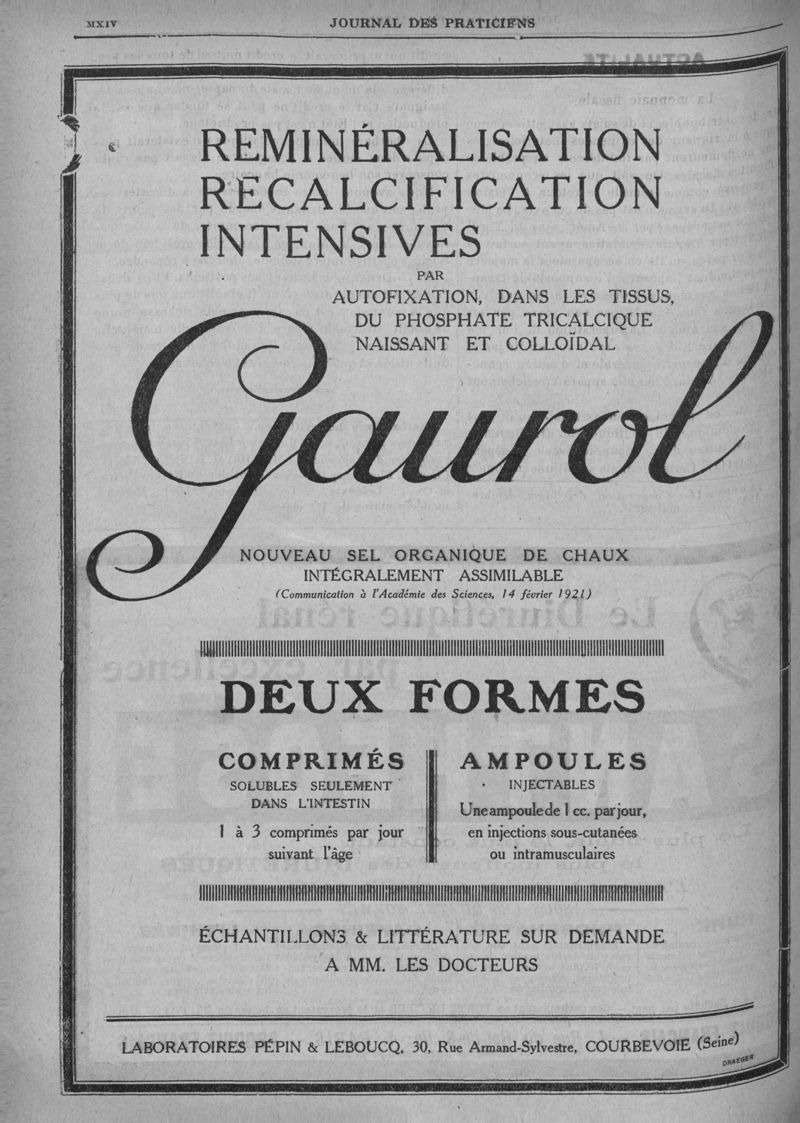 MXIV
JOURNAL DES PRATICIENS
REMINÉRALISATION
RECALCIFICATION
INTENSIVES
PAR
AUTOFIXATION, DANS LES TISSUS,
DU PHOSPHATE TRICALCIQUE
NAISSANT ET COLLOÏDAL
Gaurol
NOUVEAU SEL ORGANIQUE DE CHAUX
INTÉGRALEMENT ASSIMILABLE
(Communication à l'Académie des Sciences, 14 février 1921)
DEUX FORMES
COMPRIMÉS
SOLUBLES SEULEMENT
DANS L'INTESTIN
1 à 3 comprimés par jour
suivant l'âge
AMPOULES
INJECTABLES
Une ampoule de 1 cc. par jour,
en injections sous-cutanées
ou intramusculaires
ÉCHANTILLONS & LITTÉRATURE SUR DEMANDE
A MM. LES DOCTEURS
LABORATOIRES PÉPIN & LEBOUCQ, 30, Rue Armand-Sylvestre, COURBEVOIE (Seine)
DRAEGER